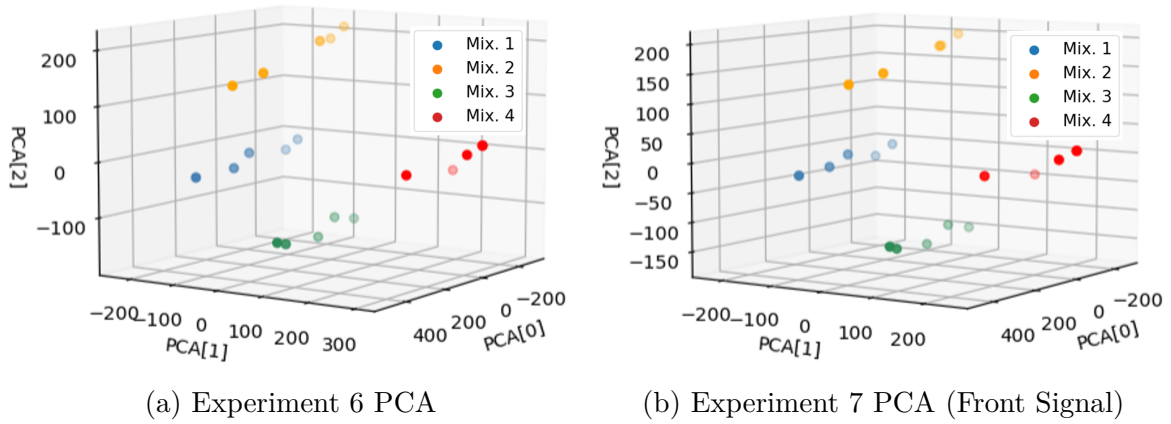 200
100
0
−100
PCA[2]
−200
−100
0
100
200
300
PCA[1]
400
200
0
−200
PCA[0]
Mix. 1
Mix. 2
Mix. 3
Mix. 4
(a) Experiment 6 PCA
200
150
100
50
0
−50
−100
−150
PCA[2]
−200
−100
0
100
200
PCA[1]
400
200
0
−200
PCA[0]
Mix. 1
Mix. 2
Mix. 3
Mix. 4
(b) Experiment 7 PCA (Front Signal)